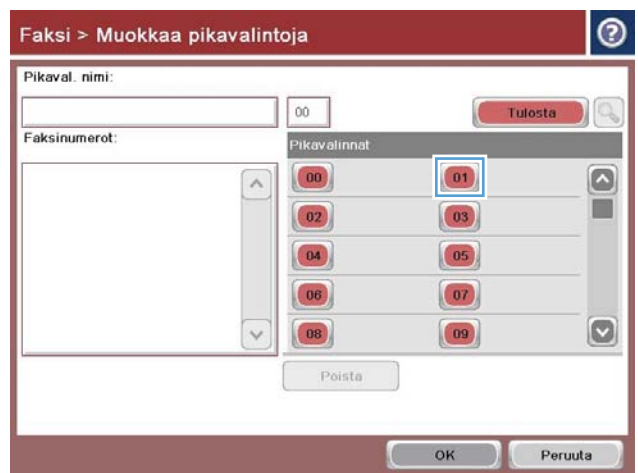 Faksi > Muokkaa pikavalintoja
?
Pikaval. nimi:
00
Tulosta
Faksinumerot:
Pikavalinnat
00 01
02 03
04 05
06 07
08 09
Poista
OK Peruuta